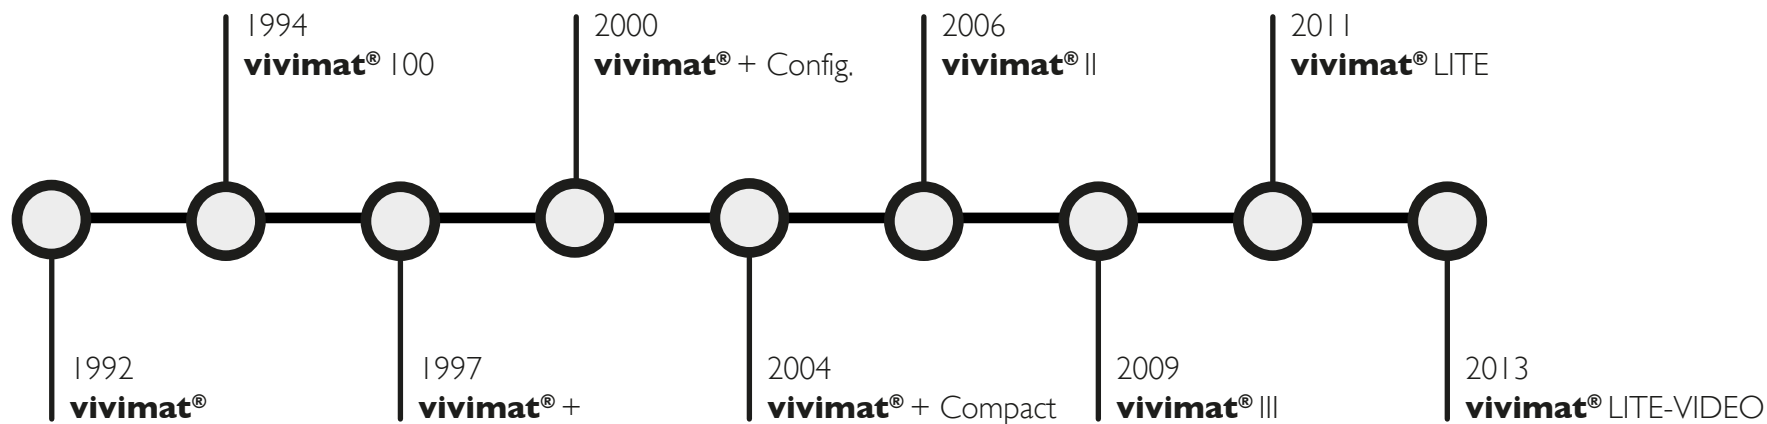 1994
vivimat® 100
2000
vivimat® + Config.
2006
vivimat® II
2011
vivimat® LITE
1992
vivimat®
1997
vivimat® +
2004
vivimat® + Compact
2009
vivimat® III
2013
vivimat® LITE-VIDEO